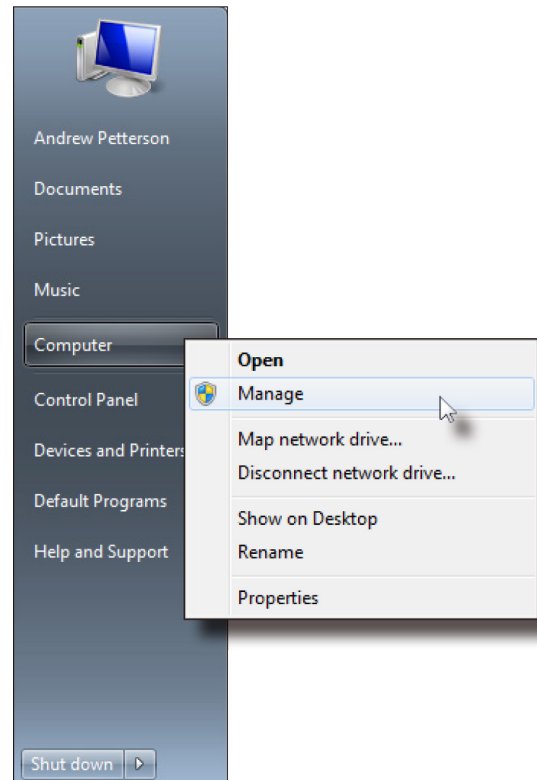 Andrew Petterson
Documents
Pictures
Music
Computer
Control Panel
Devices and Printers
Default Programs
Help and Support
Shut down
Open
Manage
Map network drive...
Disconnect network drive...
Show on Desktop
Rename
Properties